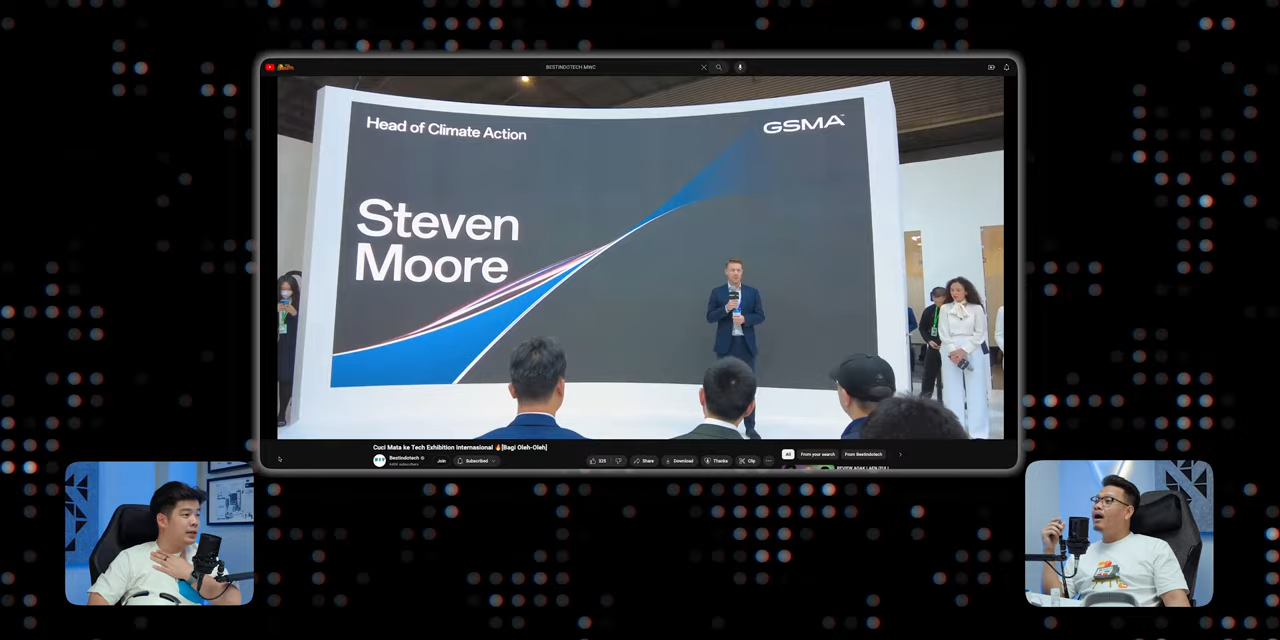 BESTINDOTECH MWC
Head of Climate Action
GSMA
Steven
Moore
Cuci Mata ke Tech Exhibition Internasional 🔥[Bagi Oleh-Oleh]
Bestindotech
Join
Subscribed
325
Share
Download
Thanks
Clip
All
From your search
From Bestindotech